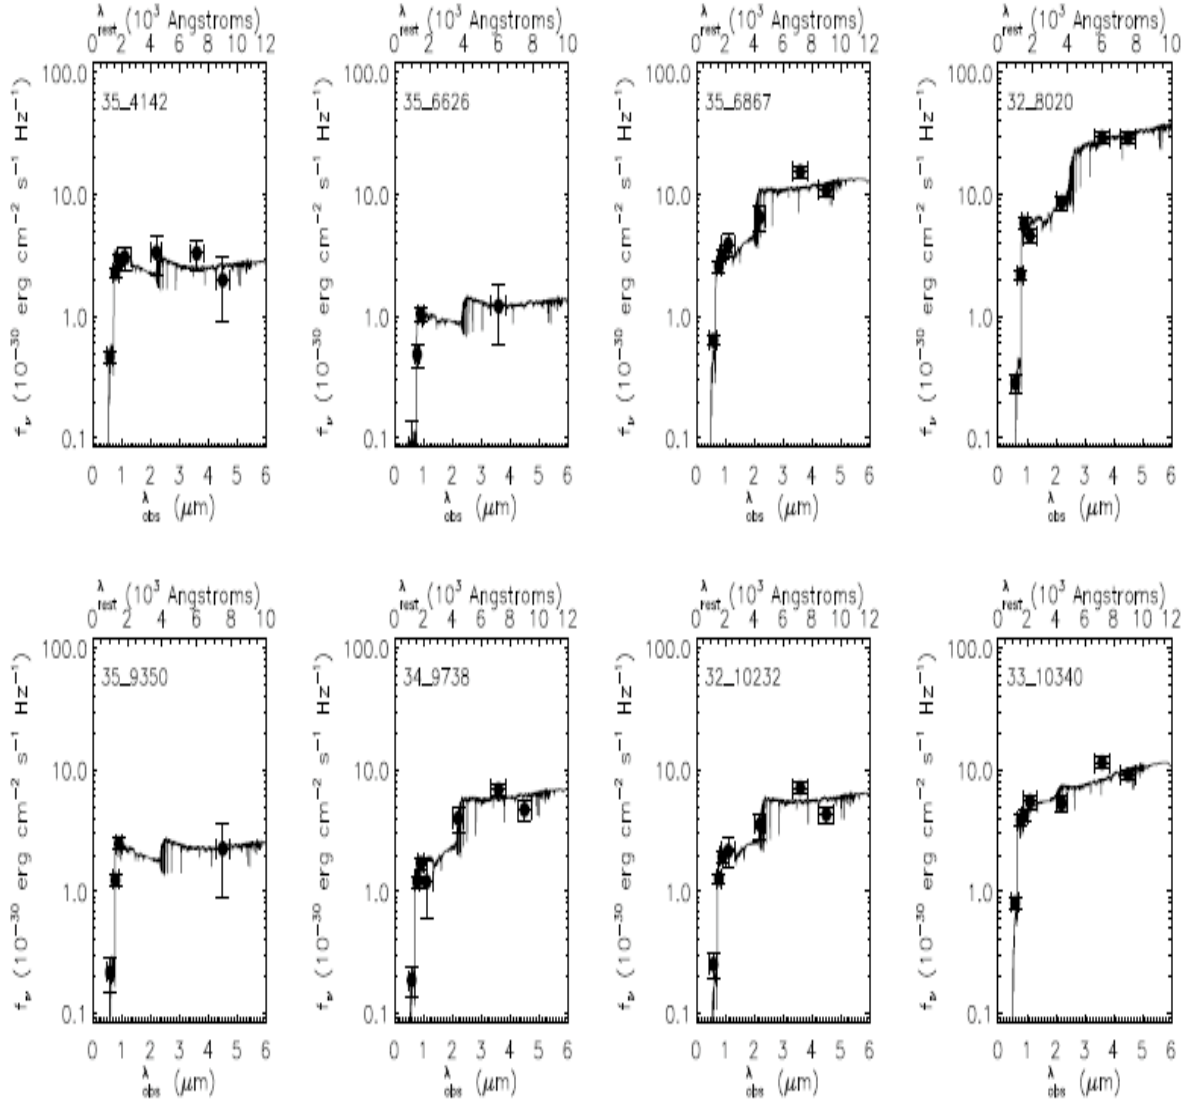 λrest (10³ Angstroms) λrest (10³ Angstroms) λrest (10³ Angstroms) λrest (10³ Angstroms)
0 2 4 6 8 10 12 0 2 4 6 8 10 0 2 4 6 8 10 12 0 2 4 6 8 10
35_4142 35_6626 35_6867 32_8020
100.0 100.0 100.0 100.0
10.0 10.0 10.0 10.0
1.0 1.0 1.0 1.0
0.1 0.1 0.1 0.1
fν (10⁻³⁰ erg cm⁻² s⁻¹ Hz⁻¹) fν (10⁻³⁰ erg cm⁻² s⁻¹ Hz⁻¹) fν (10⁻³⁰ erg cm⁻² s⁻¹ Hz⁻¹) fν (10⁻³⁰ erg cm⁻² s⁻¹ Hz⁻¹)
0 1 2 3 4 5 6 0 1 2 3 4 5 6 0 1 2 3 4 5 6 0 1 2 3 4 5 6
λobs (μm) λobs (μm) λobs (μm) λobs (μm)
λrest (10³ Angstroms) λrest (10³ Angstroms) λrest (10³ Angstroms) λrest (10³ Angstroms)
0 2 4 6 8 10 0 2 4 6 8 10 12 0 2 4 6 8 10 12 0 2 4 6 8 10 12
35_9350 34_9738 32_10232 33_10340
100.0 100.0 100.0 100.0
10.0 10.0 10.0 10.0
1.0 1.0 1.0 1.0
0.1 0.1 0.1 0.1
fν (10⁻³⁰ erg cm⁻² s⁻¹ Hz⁻¹) fν (10⁻³⁰ erg cm⁻² s⁻¹ Hz⁻¹) fν (10⁻³⁰ erg cm⁻² s⁻¹ Hz⁻¹) fν (10⁻³⁰ erg cm⁻² s⁻¹ Hz⁻¹)
0 1 2 3 4 5 6 0 1 2 3 4 5 6 0 1 2 3 4 5 6 0 1 2 3 4 5 6
λobs (μm) λobs (μm) λobs (μm) λobs (μm)